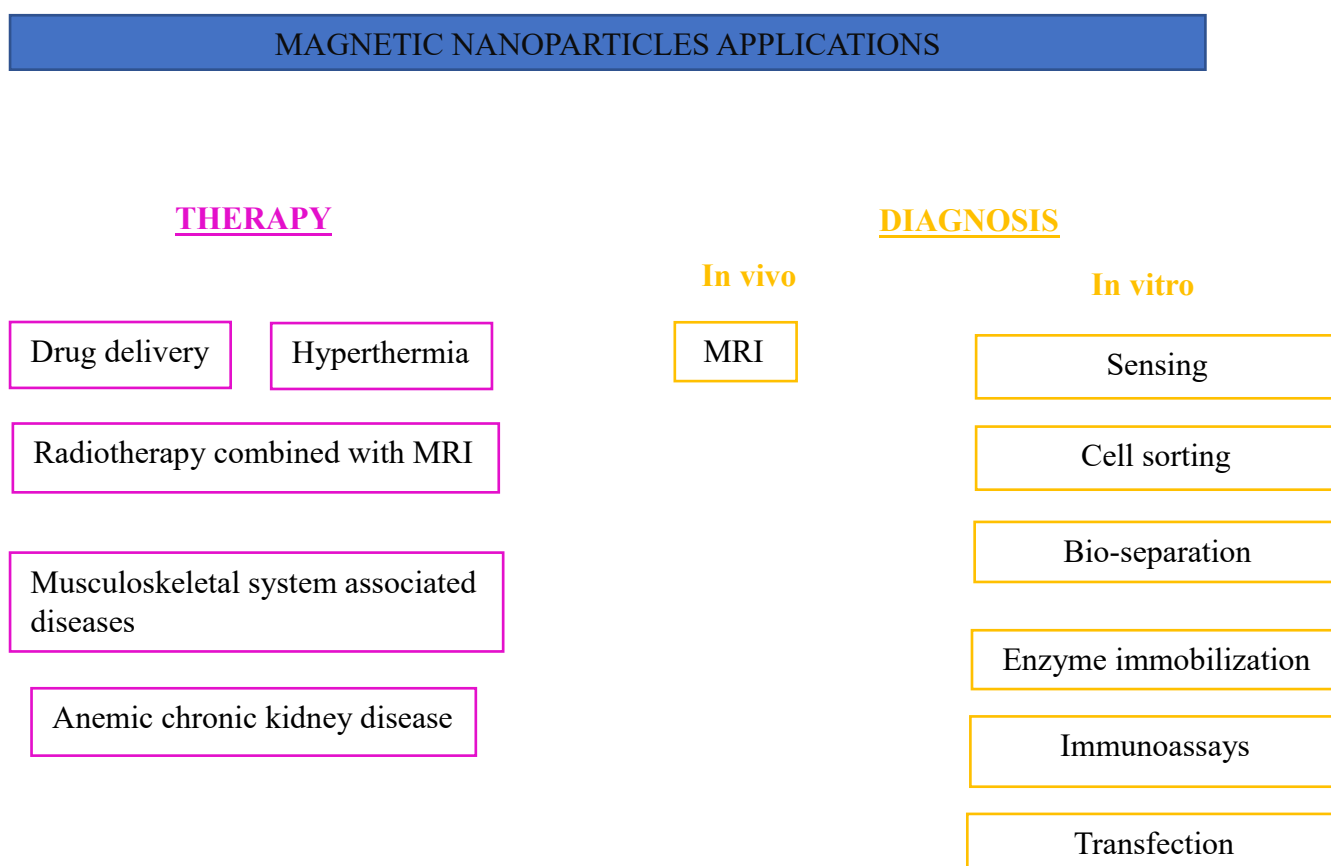 MAGNETIC NANOPARTICLES APPLICATIONS
THERAPY
Drug delivery
Hyperthermia
Radiotherapy combined with MRI
Musculoskeletal system associated
diseases
Anemic chronic kidney disease
DIAGNOSIS
In vivo
MRI
In vitro
Sensing
Cell sorting
Bio-separation
Enzyme immobilization
Immunoassays
Transfection